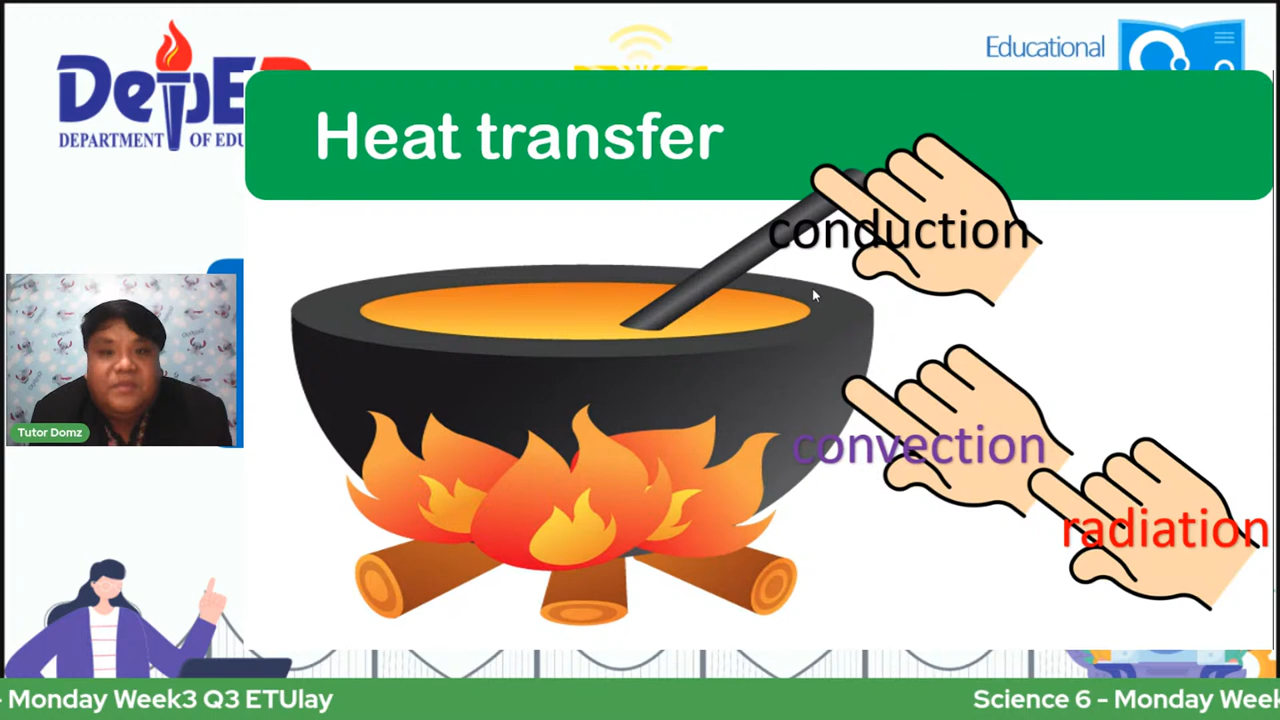 DepE
DEPARTMENT OF EDU
Educational
Heat transfer
conduction
convection
radiation
Tutor Domz
- Monday Week3 Q3 ETUlay
Science 6 - Monday Week